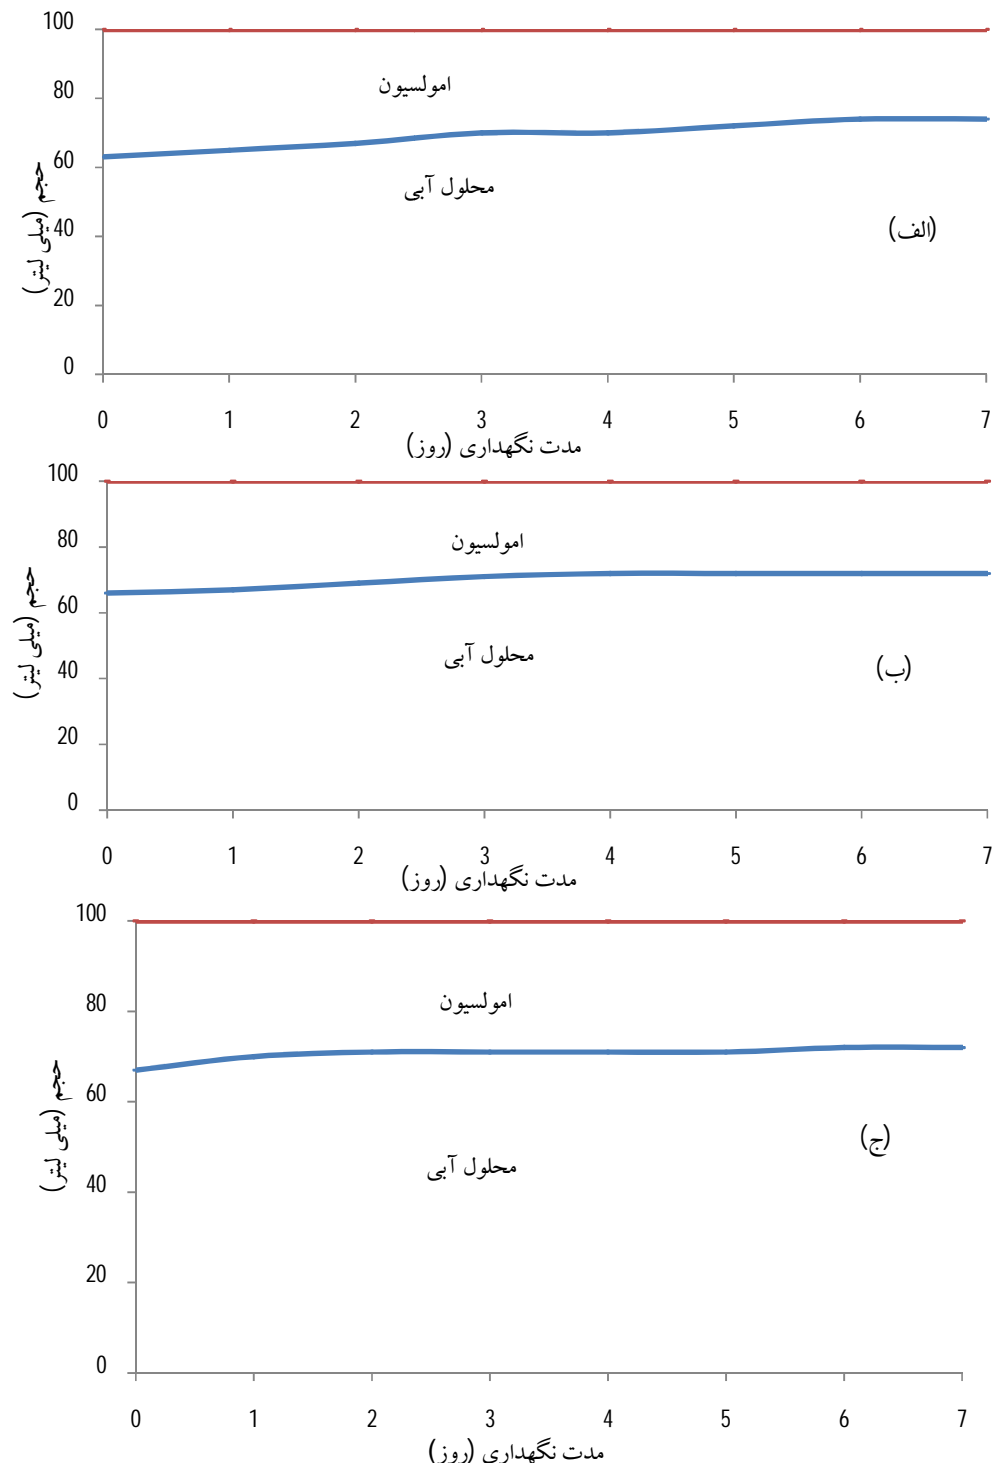 100
امولسیون
80
60
محلول آبی
حجم (میلی لیتر)
40
(الف)
20
0
0 1 2 3 4 5 6 7
مدت نگهداری (روز)
100
امولسیون
80
60
محلول آبی
حجم (میلی لیتر)
(ب)
40
20
0
0 1 2 3 4 5 6 7
مدت نگهداری (روز)
100
امولسیون
80
60
حجم (میلی لیتر)
(ج)
محلول آبی
40
20
0
0 1 2 3 4 5 6 7
مدت نگهداری (روز)